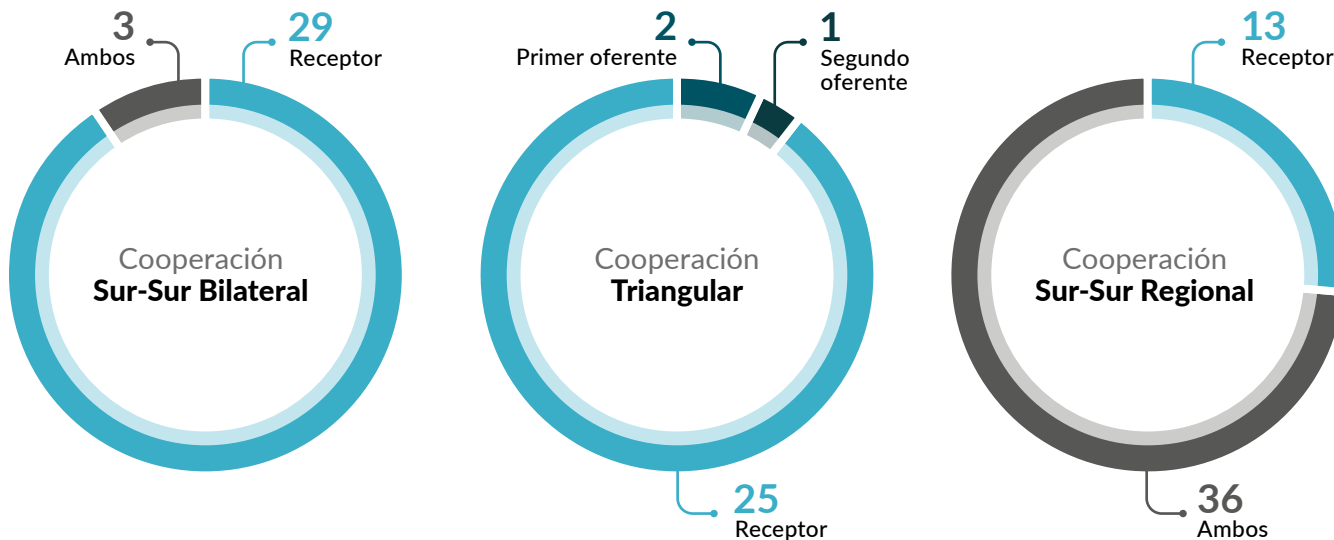 3
Ambos
29
Receptor
Cooperación
Sur-Sur Bilateral
2
Primer oferente
1
Segundo
oferente
Cooperación
Triangular
25
Receptor
13
Receptor
Cooperación
Sur-Sur Regional
36
Ambos